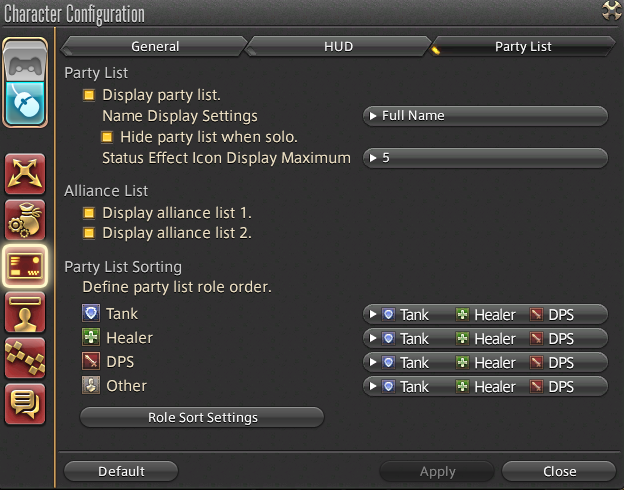 Character Configuration
General HUD Party List
Party List
Display party list.
Name Display Settings Full Name
Hide party list when solo.
Status Effect Icon Display Maximum 5
Alliance List
Display alliance list 1.
Display alliance list 2.
Party List Sorting
Define party list role order.
Tank Tank Healer DPS
Healer Tank Healer DPS
DPS Tank Healer DPS
Other Tank Healer DPS
Role Sort Settings
Default Apply Close